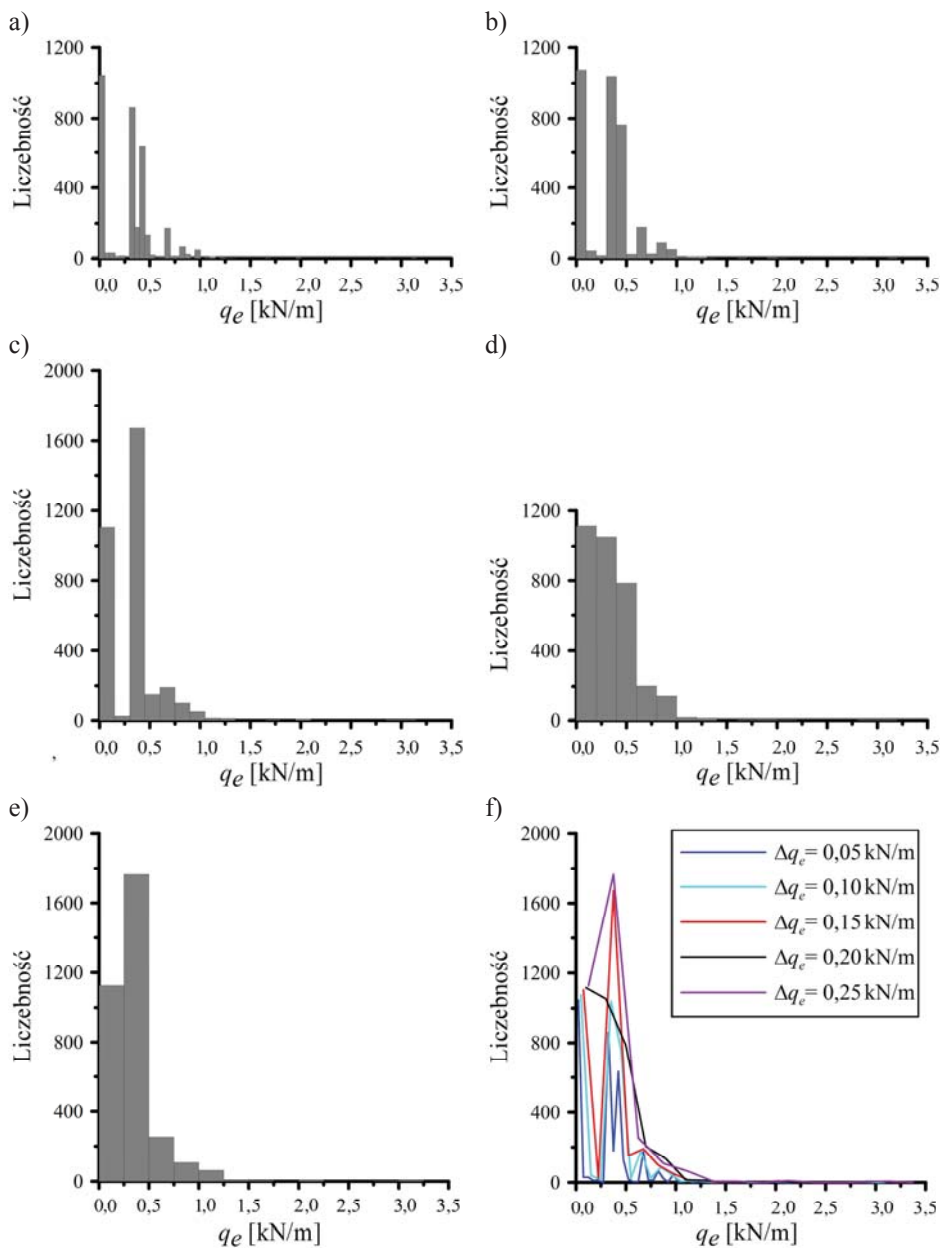 a)
1200
800
400
0
Liczebność
0,0 0,5 1,0 1,5 2,0 2,5 3,0 3,5
qe [kN/m]
b)
1200
800
400
0
Liczebność
0.0 0,5 1,0 1,5 2,0 2,5 3,0 3,5
qe [kN/m]
c)
2000
1600
1200
800
400
0
Liczebność
0,0 0,5 1,0 1,5 2,0 2,5 3,0 3,5
qe [kN/m]
,
d)
1200
800
400
0
Liczebność
0,0 0,5 1,0 1,5 2,0 2,5 3,0 3,5
qe [kN/m]
e)
2000
1600
1200
800
400
0
Liczebność
0,0 0,5 1,0 1,5 2,0 2,5 3,0 3,5
qe [kN/m]
f)
2000
1600
1200
800
400
0
Liczebność
Δqe= 0,05 kN/m
Δqe= 0,10 kN/m
Δqe= 0,15 kN/m
Δqe= 0,20 kN/m
Δqe= 0,25 kN/m
0,0 0,5 1,0 1,5 2,0 2,5 3,0 3,5
qe [kN/m]